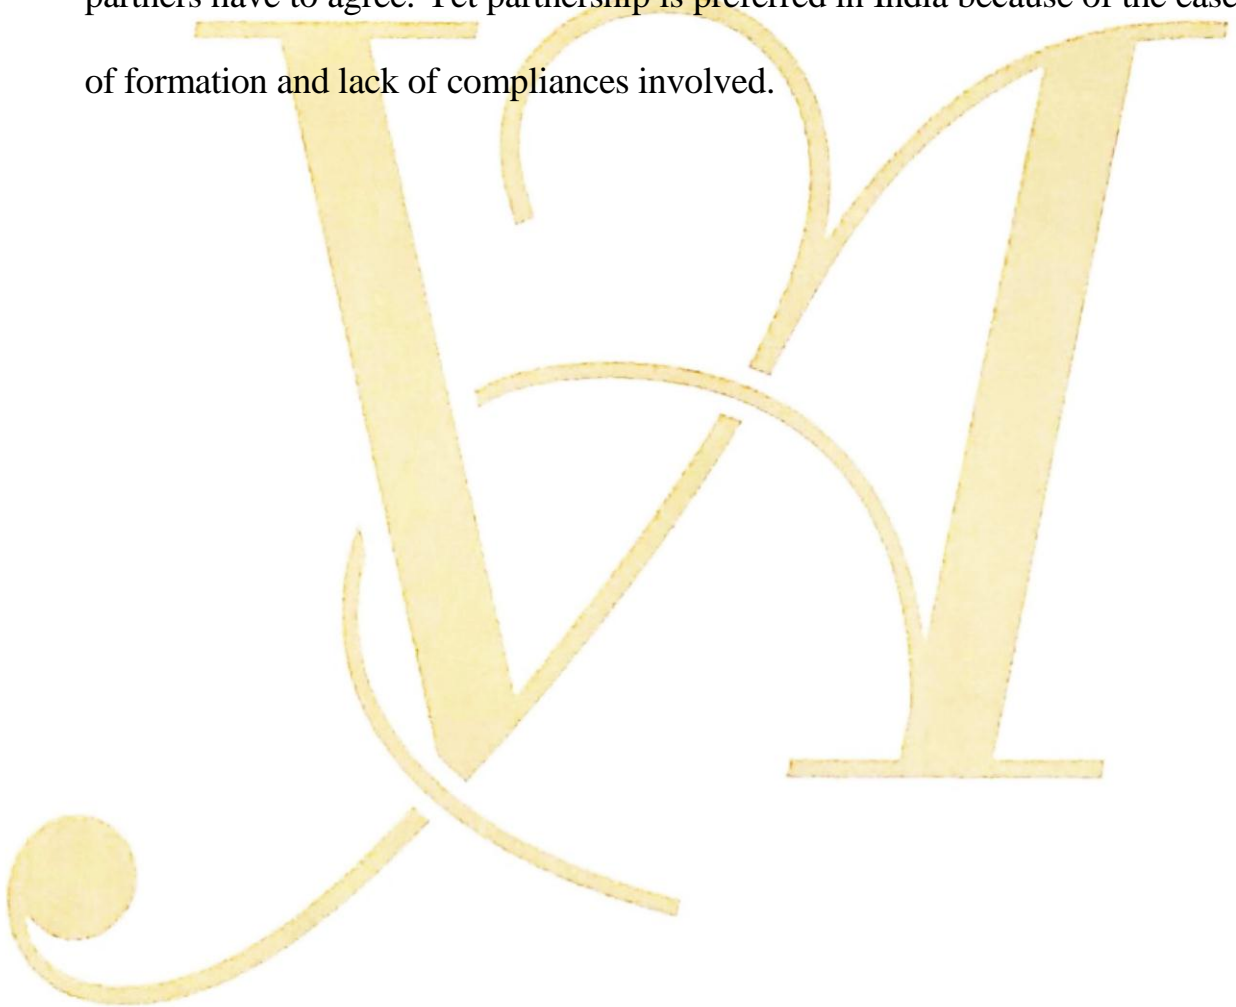 partners have to agree. Yet partnership is preferred in India because of the ease
of formation and lack of compliances involved.